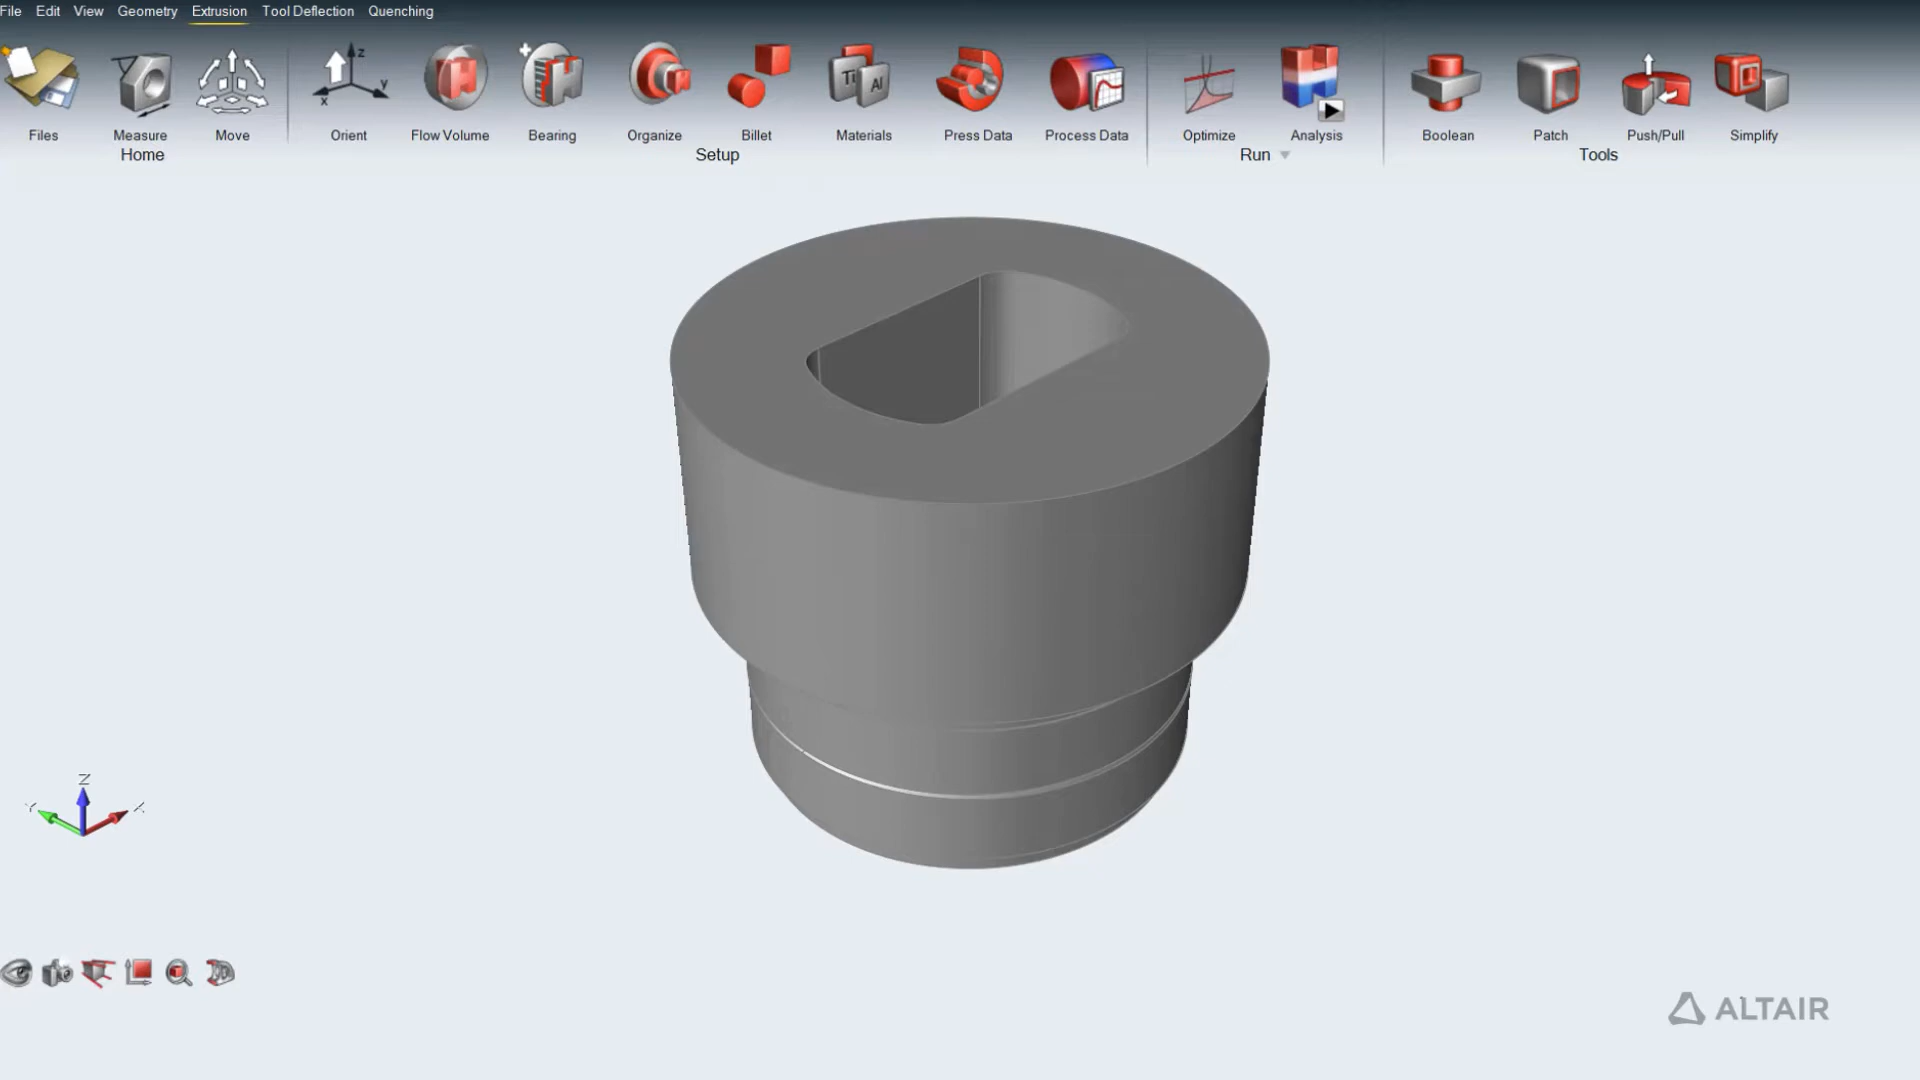 File Edit View Geometry Extrusion Tool Deflection Quenching
z
y
x
Ti
Al
Files Measure Move Orient Flow Volume Bearing Organize Billet Materials Press Data Process Data Optimize Analysis Boolean Patch Push/Pull Simplify
Home Setup Run Tools
Z
Y X
ALTAIR